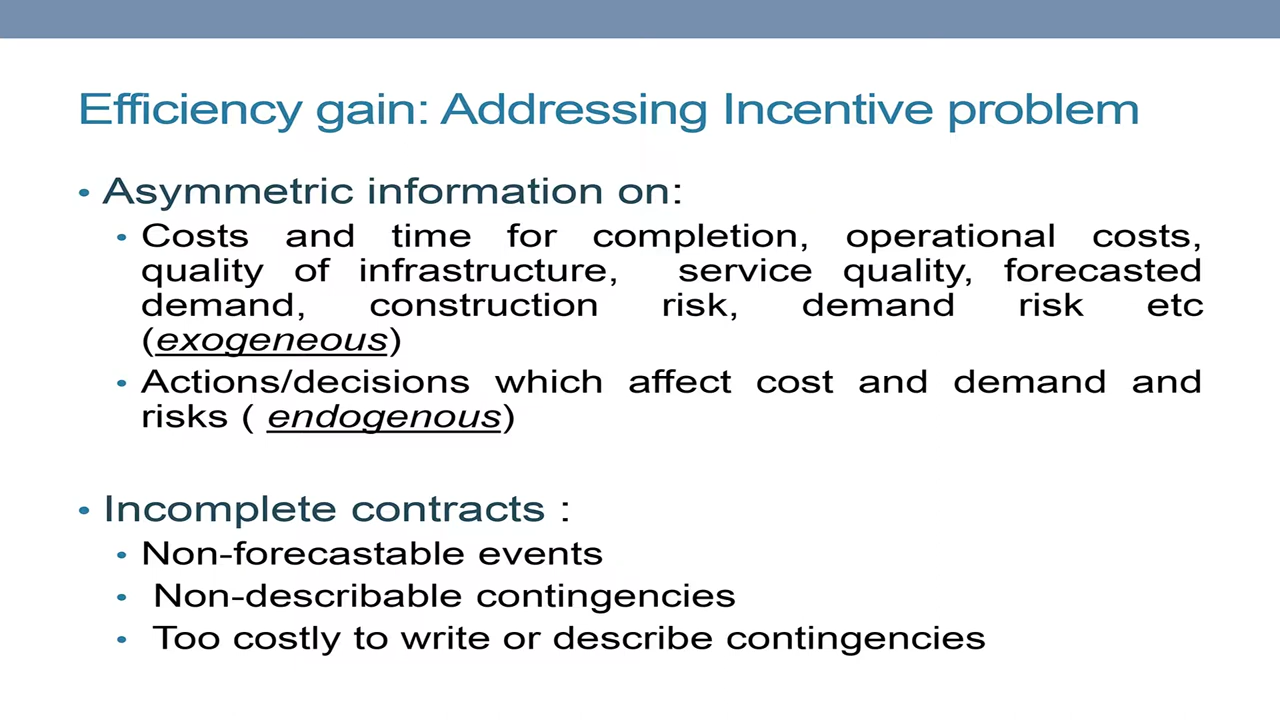 Efficiency gain: Addressing Incentive problem
• Asymmetric information on:
• Costs and time for completion, operational costs,
quality of infrastructure, service quality, forecasted
demand, construction risk, demand risk etc
(exogeneous)
• Actions/decisions which affect cost and demand and
risks ( endogenous)
• Incomplete contracts :
• Non-forecastable events
• Non-describable contingencies
• Too costly to write or describe contingencies